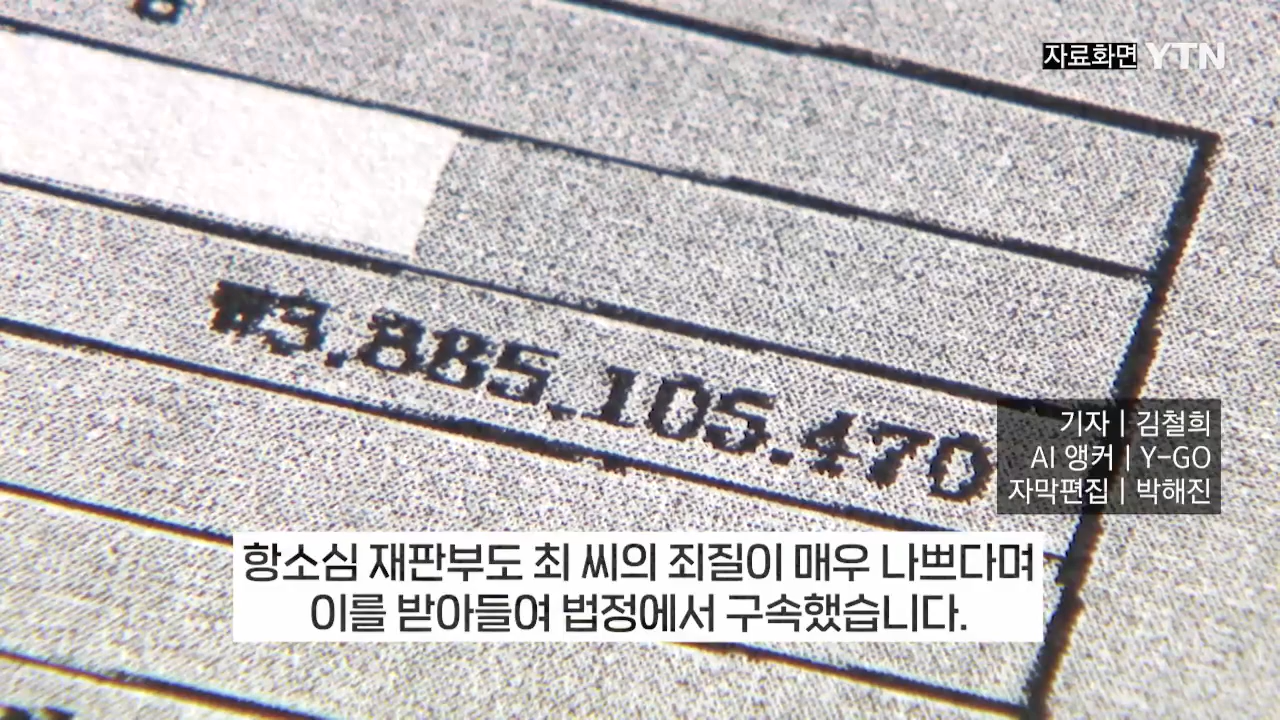 자료화면 YTN
₩3.885.105.470
기자 | 김철희
AI 앵커 | Y-GO
자막편집 | 박해진
항소심 재판부도 최 씨의 죄질이 매우 나쁘다며
이를 받아들여 법정에서 구속했습니다.